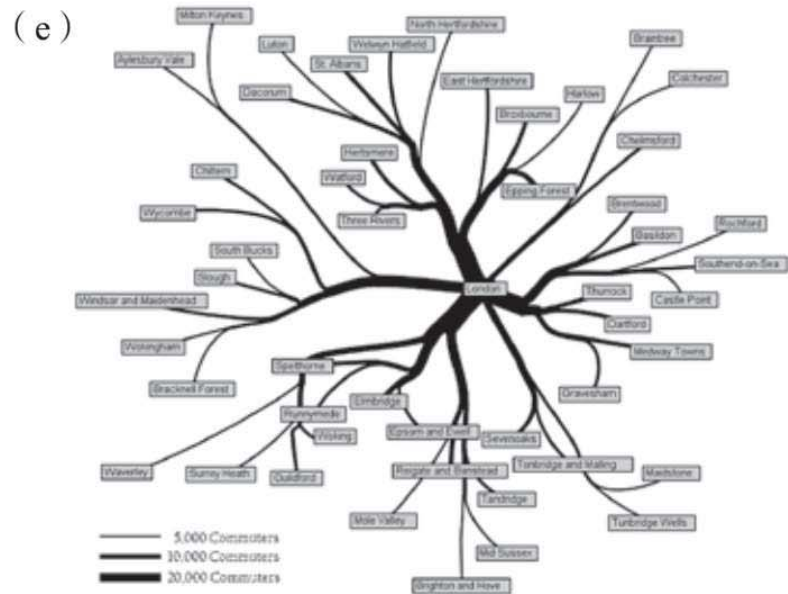 (e)
Milton Keynes
North Hertfordshire
Luton
Welwyn Hatfield
Braintree
Aylesbury Vale
St. Albans
Colchester
Dacorum
East Hertfordshire
Harlow
Broxbourne
Chelmsford
Hertsmere
Chiltern
Watford
Epping Forest
Brentwood
Wycombe
Three Rivers
Rochford
Basildon
South Bucks
Southend-on-Sea
Slough
London
Thurrock
Castle Point
Windsor and Maidenhead
Dartford
Wokingham
Medway Towns
Spelthorne
Bracknell Forest
Gravesham
Elmbridge
Runnymede
Epsom and Ewell
Sevenoaks
Woking
Waverley
Surrey Heath
Guildford
Reigate and Banstead
Tonbridge and Malling
Maidstone
Tandridge
Mole Valley
Tunbridge Wells
5,000 Commuters
Mid Sussex
10,000 Commuters
20,000 Commuters
Brighton and Hove